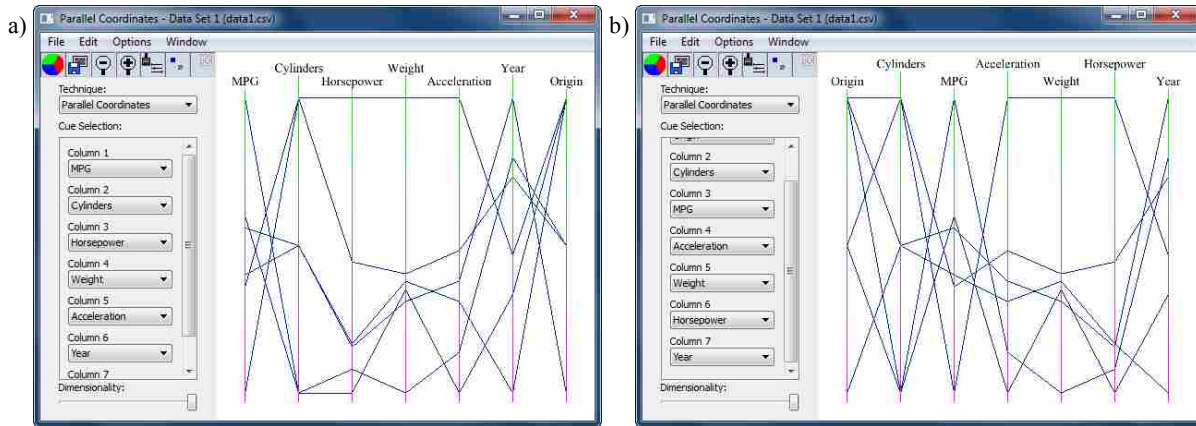 a)
Parallel Coordinates - Data Set 1 (data1.csv)
File Edit Options Window
Technique:
Parallel Coordinates
Cue Selection:
Column 1
MPG
Column 2
Cylinders
Column 3
Horsepower
Column 4
Weight
Column 5
Acceleration
Column 6
Year
Column 7
Dimensionality:
Cylinders Weight Year
MPG Horsepower Acceleration Origin
b)
Parallel Coordinates - Data Set 1 (data1.csv)
File Edit Options Window
Technique:
Parallel Coordinates
Cue Selection:
Column 2
Cylinders
Column 3
MPG
Column 4
Acceleration
Column 5
Weight
Column 6
Horsepower
Column 7
Year
Dimensionality:
Cylinders Acceleration Horsepower
Origin MPG Weight Year